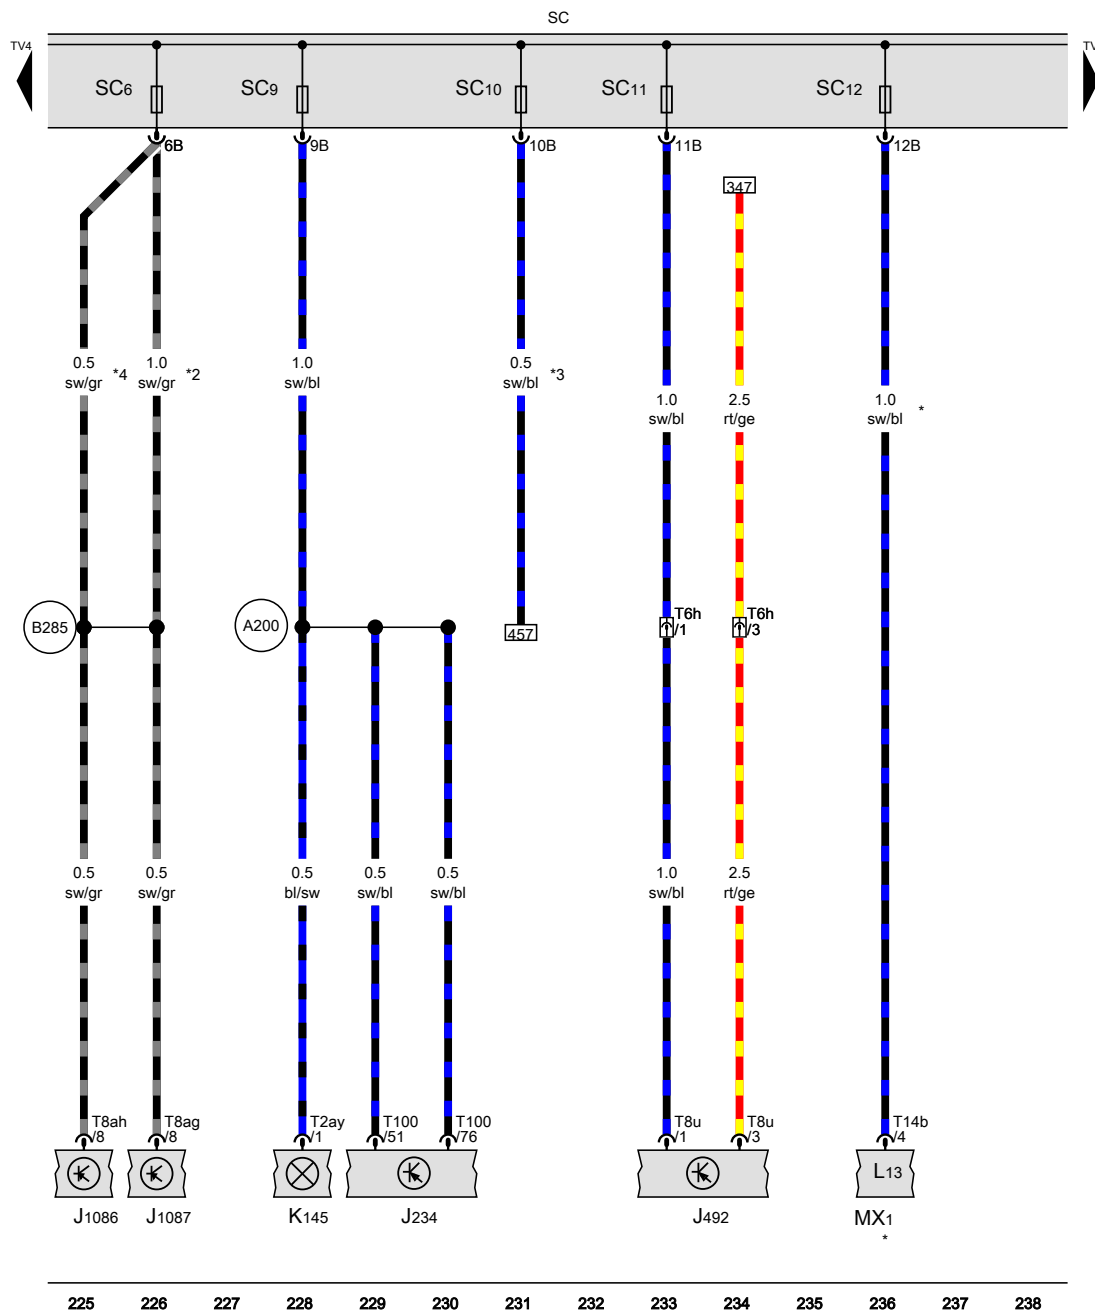 SC
TV4
TV
SC6
SC9
SC10
SC11
SC12
6B
9B
10B
11B
12B
347
0.5
sw/gr
*4
1.0
sw/gr
*2
1.0
sw/bl
0.5
sw/bl
*3
1.0
sw/bl
2.5
rt/ge
1.0
sw/bl
*
B285
A200
457
T6h
/1
T6h
/3
0.5
sw/gr
0.5
sw/gr
0.5
bl/sw
0.5
sw/bl
0.5
sw/bl
1.0
sw/bl
2.5
rt/ge
T8ah
/8
T8ag
/8
T2ay
/1
T100
/51
T100
/76
T8u
/1
T8u
/3
T14b
/4
L13
J1086
J1087
K145
J234
J492
MX1
*
225 226 227 228 229 230 231 232 233 234 235 236 237 238